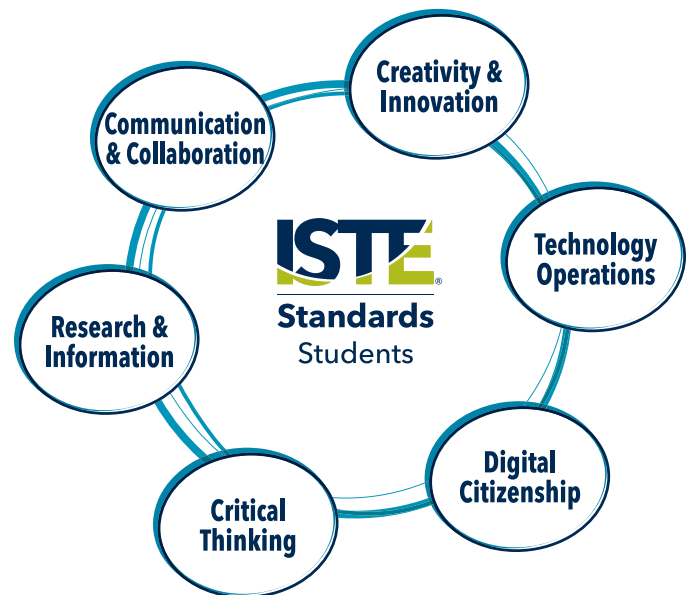 Creativity &
Innovation
Communication
& Collaboration
Technology
Operations
ISTE®
Standards
Students
Research &
Information
Digital
Citizenship
Critical
Thinking